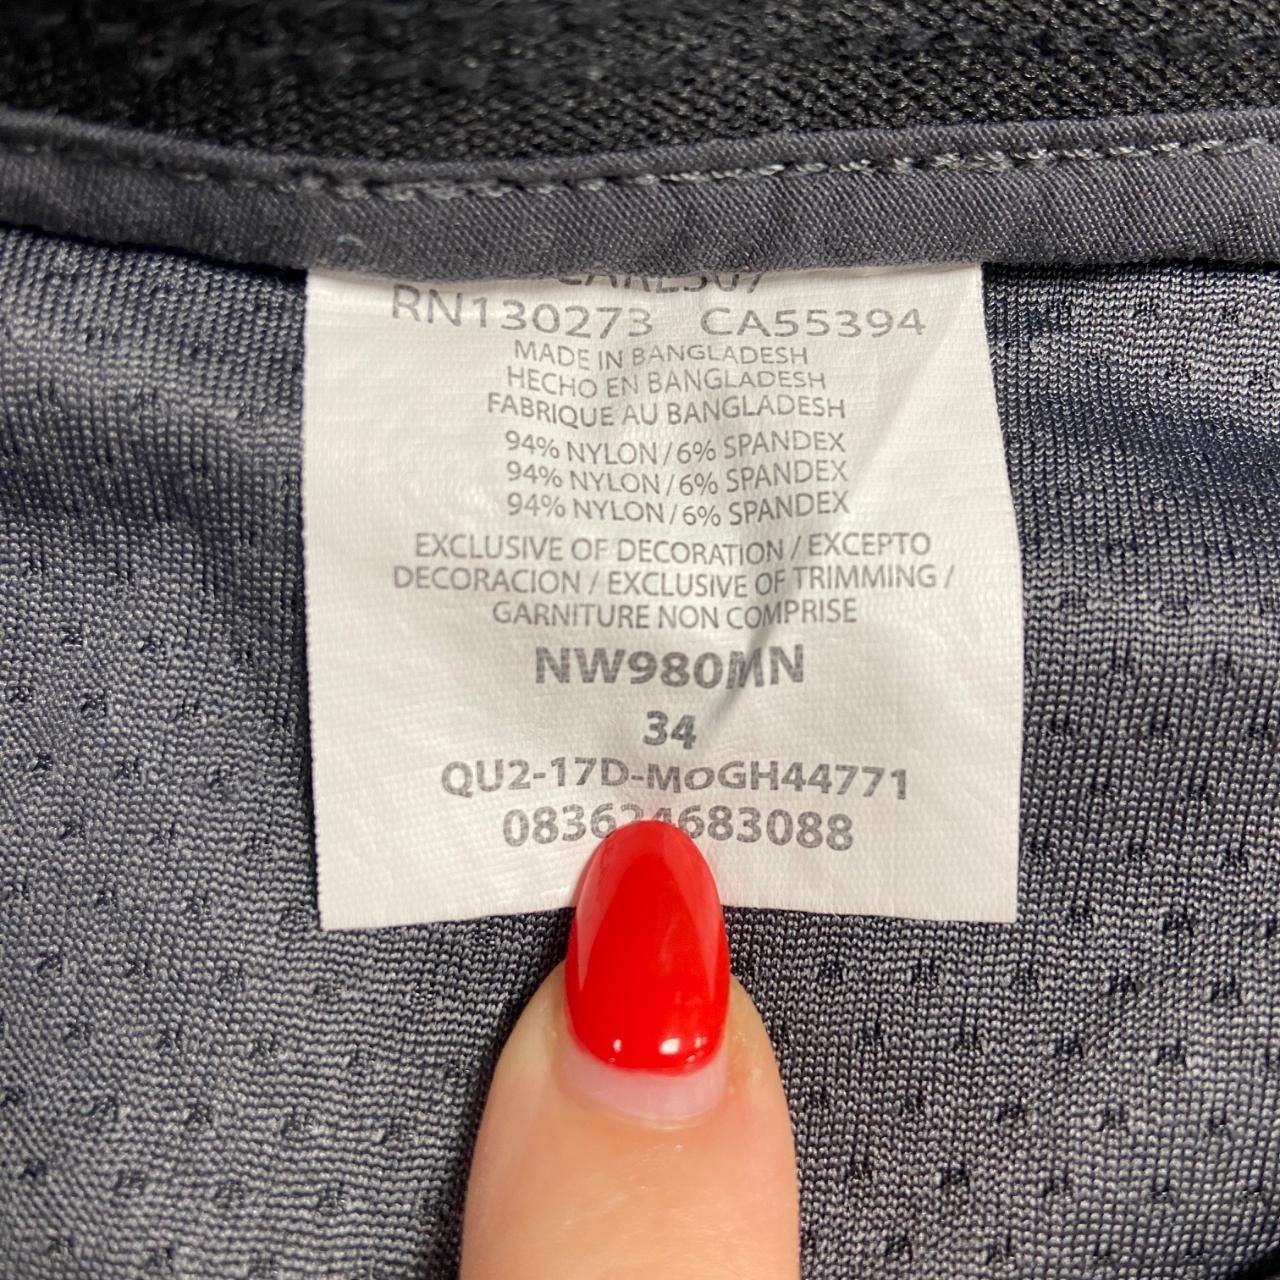 RN130273 CA55394
MADE IN BANGLADESH
HECHO EN BANGLADESH
FABRIQUE AU BANGLADESH
94% NYLON / 6% SPANDEX
94% NYLON / 6% SPANDEX
94% NYLON / 6% SPANDEX
EXCLUSIVE OF DECORATION / EXCEPTO
DECORACION / EXCLUSIVE OF TRIMMING /
GARNITURE NON COMPRISE
NW980MN
34
QU2-17D-MOGH44771